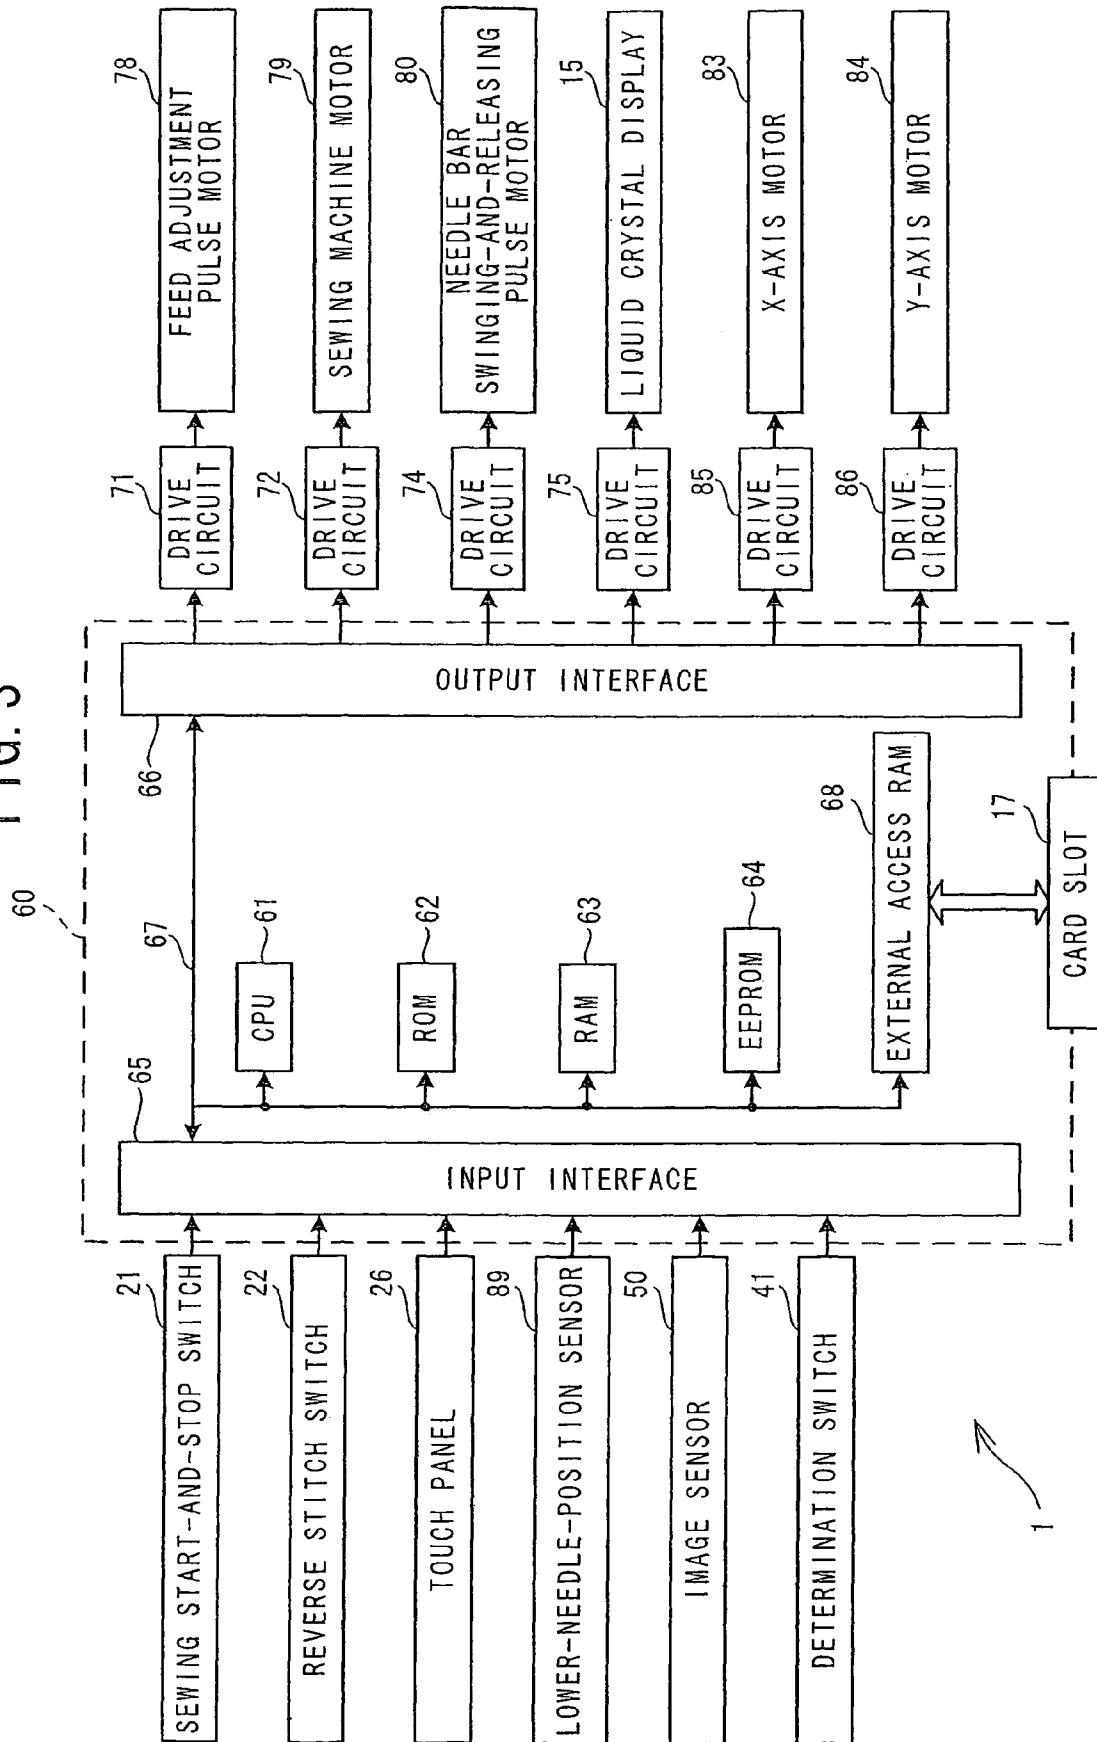 FIG. 3
60
SEWING START-AND-STOP SWITCH
21
REVERSE STITCH SWITCH
22
TOUCH PANEL
26
LOWER-NEEDLE-POSITION SENSOR
89
IMAGE SENSOR
50
DETERMINATION SWITCH
41
1
INPUT INTERFACE
65
67
CPU
61
ROM
62
RAM
63
EEPROM
64
EXTERNAL ACCESS RAM
68
CARD SLOT
17
OUTPUT INTERFACE
66
DRIVE
CIRCUIT
71
DRIVE
CIRCUIT
72
DRIVE
CIRCUIT
74
DRIVE
CIRCUIT
75
DRIVE
CIRCUIT
85
DRIVE
CIRCUIT
86
FEED ADJUSTMENT
PULSE MOTOR
78
SEWING MACHINE MOTOR
79
NEEDLE BAR
SWINGING-AND-RELEASING
PULSE MOTOR
80
LIQUID CRYSTAL DISPLAY
15
X-AXIS MOTOR
83
Y-AXIS MOTOR
84